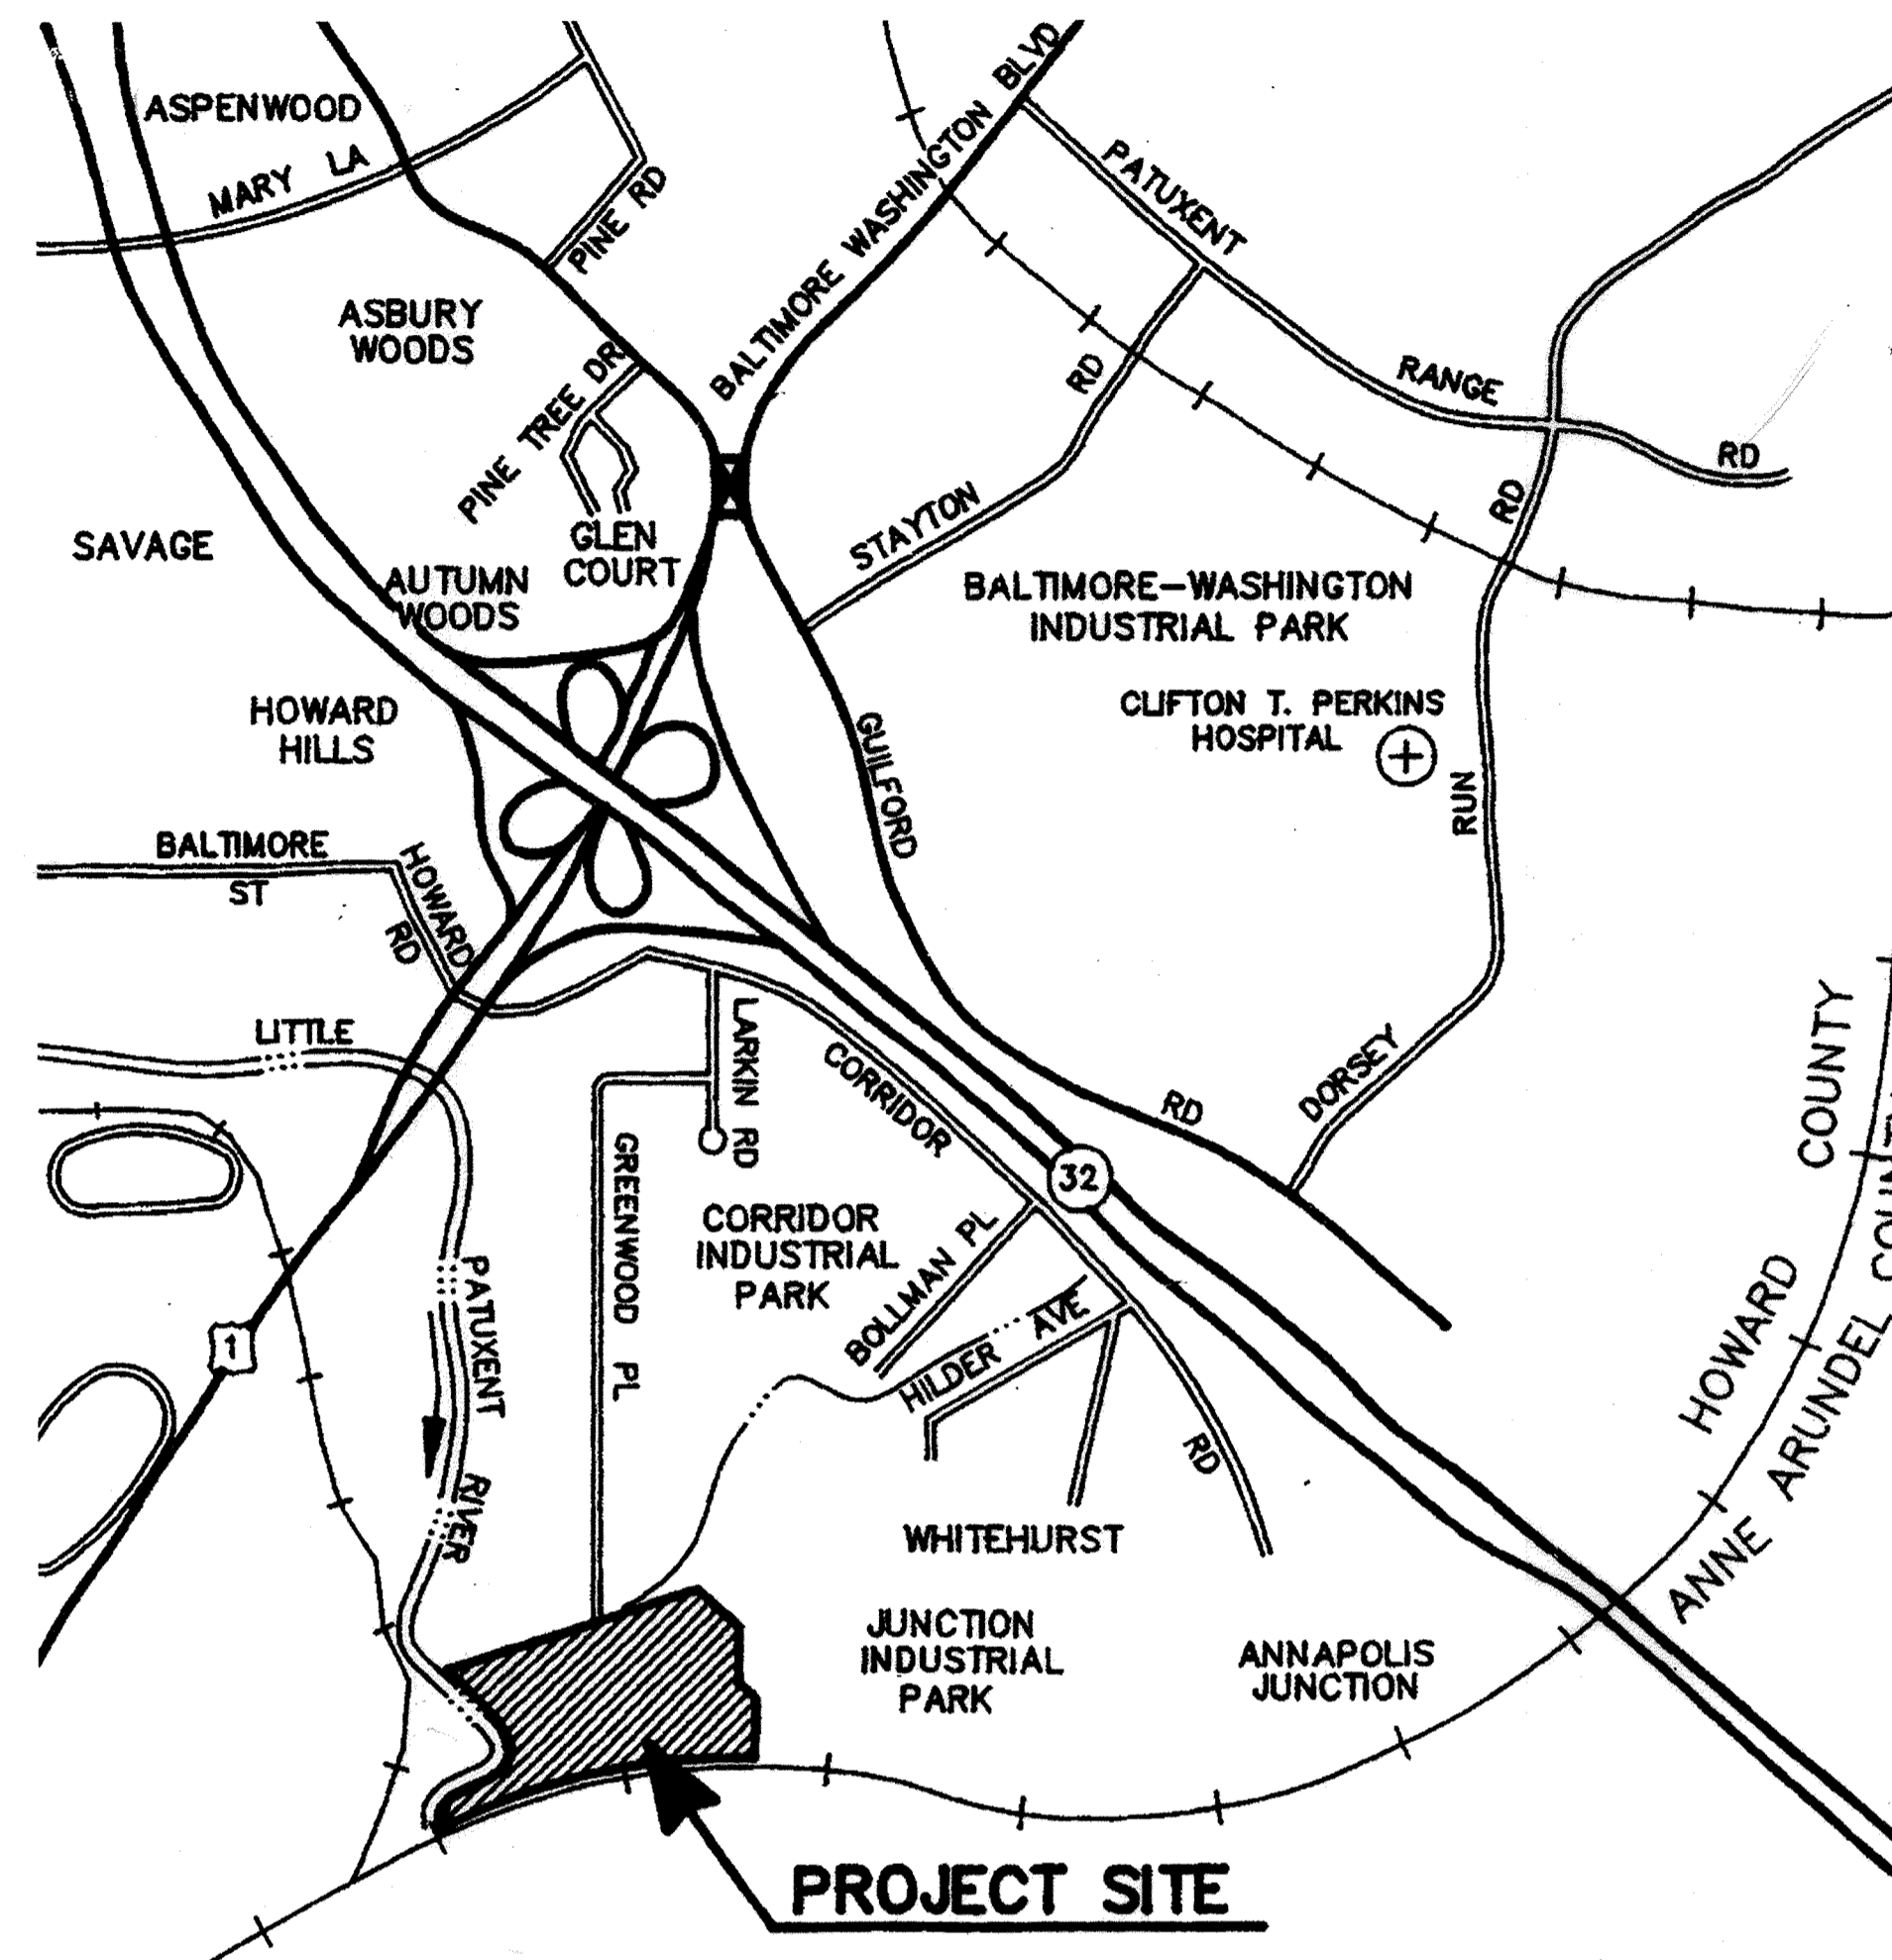 ASPENWOOD
MARY LA
PINE RD
BALTIMORE WASHINGTON BLVD
PATUXENT
RANGE
RD
ASBURY
WOODS
PINE TREE DR
RD
STAYTON
RD
SAVAGE
GLEN
COURT
AUTUMN
WOODS
BALTIMORE-WASHINGTON
INDUSTRIAL PARK
HOWARD
HILLS
CLIFTON T. PERKINS
HOSPITAL
GUILFORD
RUN
BALTIMORE
ST
HOWARD
RD
LITTLE
LARKIN RD
CORRIDOR
RD
DORSEY
COUNTY
HOWARD
32
GREENWOOD PL
CORRIDOR
INDUSTRIAL
PARK
BOLLMAN PL
HILDER AVE
PATUXENT
RIVER
1
RD
ANNE ARUNDEL
WHITEHURST
JUNCTION
INDUSTRIAL
PARK
ANNAPOLIS
JUNCTION
PROJECT SITE